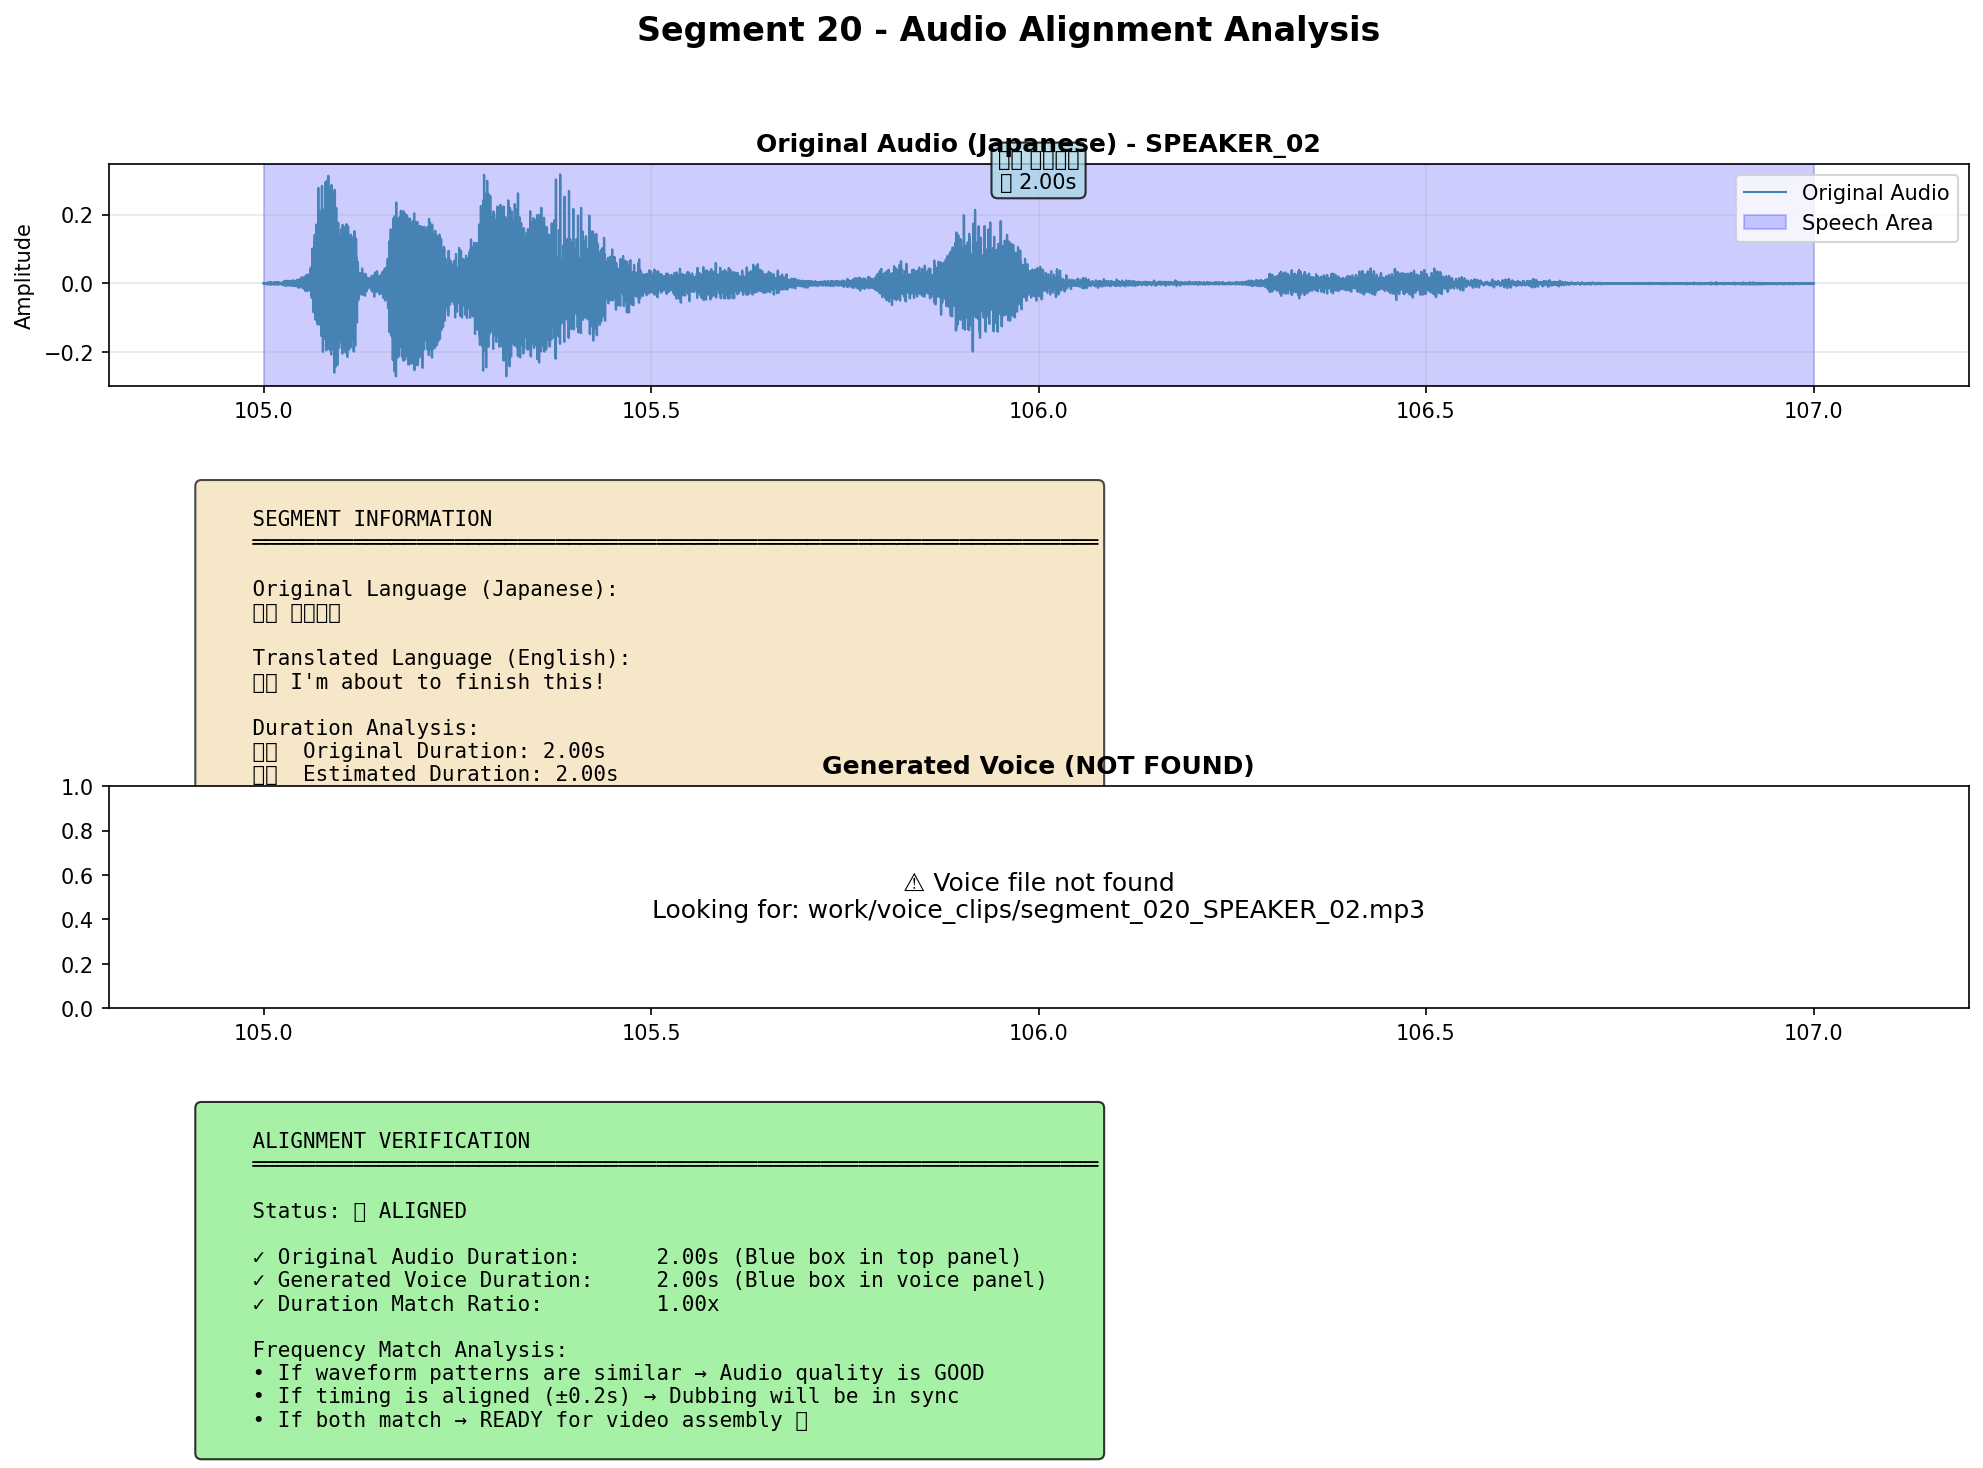 Segment 20 - Audio Alignment Analysis
Original Audio (Japanese) - SPEAKER_02
2.00s
Original Audio
Speech Area
Amplitude
0.2
0.0
−0.2
105.0 105.5 106.0 106.5 107.0
SEGMENT INFORMATION
Original Language (Japanese):
Translated Language (English):
I'm about to finish this!
Duration Analysis:
Original Duration: 2.00s
Estimated Duration: 2.00s
Generated Voice (NOT FOUND)
1.0
0.8
0.6
0.4
0.2
0.0
⚠ Voice file not found
Looking for: work/voice_clips/segment_020_SPEAKER_02.mp3
105.0 105.5 106.0 106.5 107.0
ALIGNMENT VERIFICATION
Status: ALIGNED
✓ Original Audio Duration: 2.00s (Blue box in top panel)
✓ Generated Voice Duration: 2.00s (Blue box in voice panel)
✓ Duration Match Ratio: 1.00x
Frequency Match Analysis:
• If waveform patterns are similar → Audio quality is GOOD
• If timing is aligned (±0.2s) → Dubbing will be in sync
• If both match → READY for video assembly